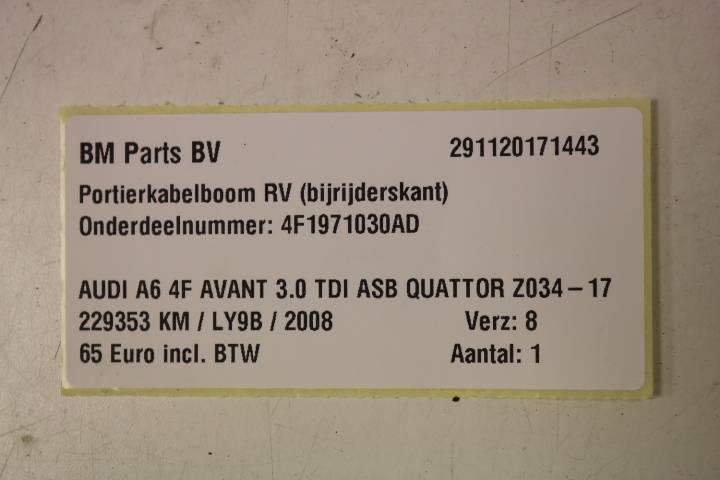 BM Parts BV 291120171443
Portierkabelboom RV (bijrijderskant)
Onderdeelnummer: 4F1971030AD
AUDI A6 4F AVANT 3.0 TDI ASB QUATTOR Z034 – 17
229353 KM / LY9B / 2008 Verz: 8
65 Euro incl. BTW Aantal: 1